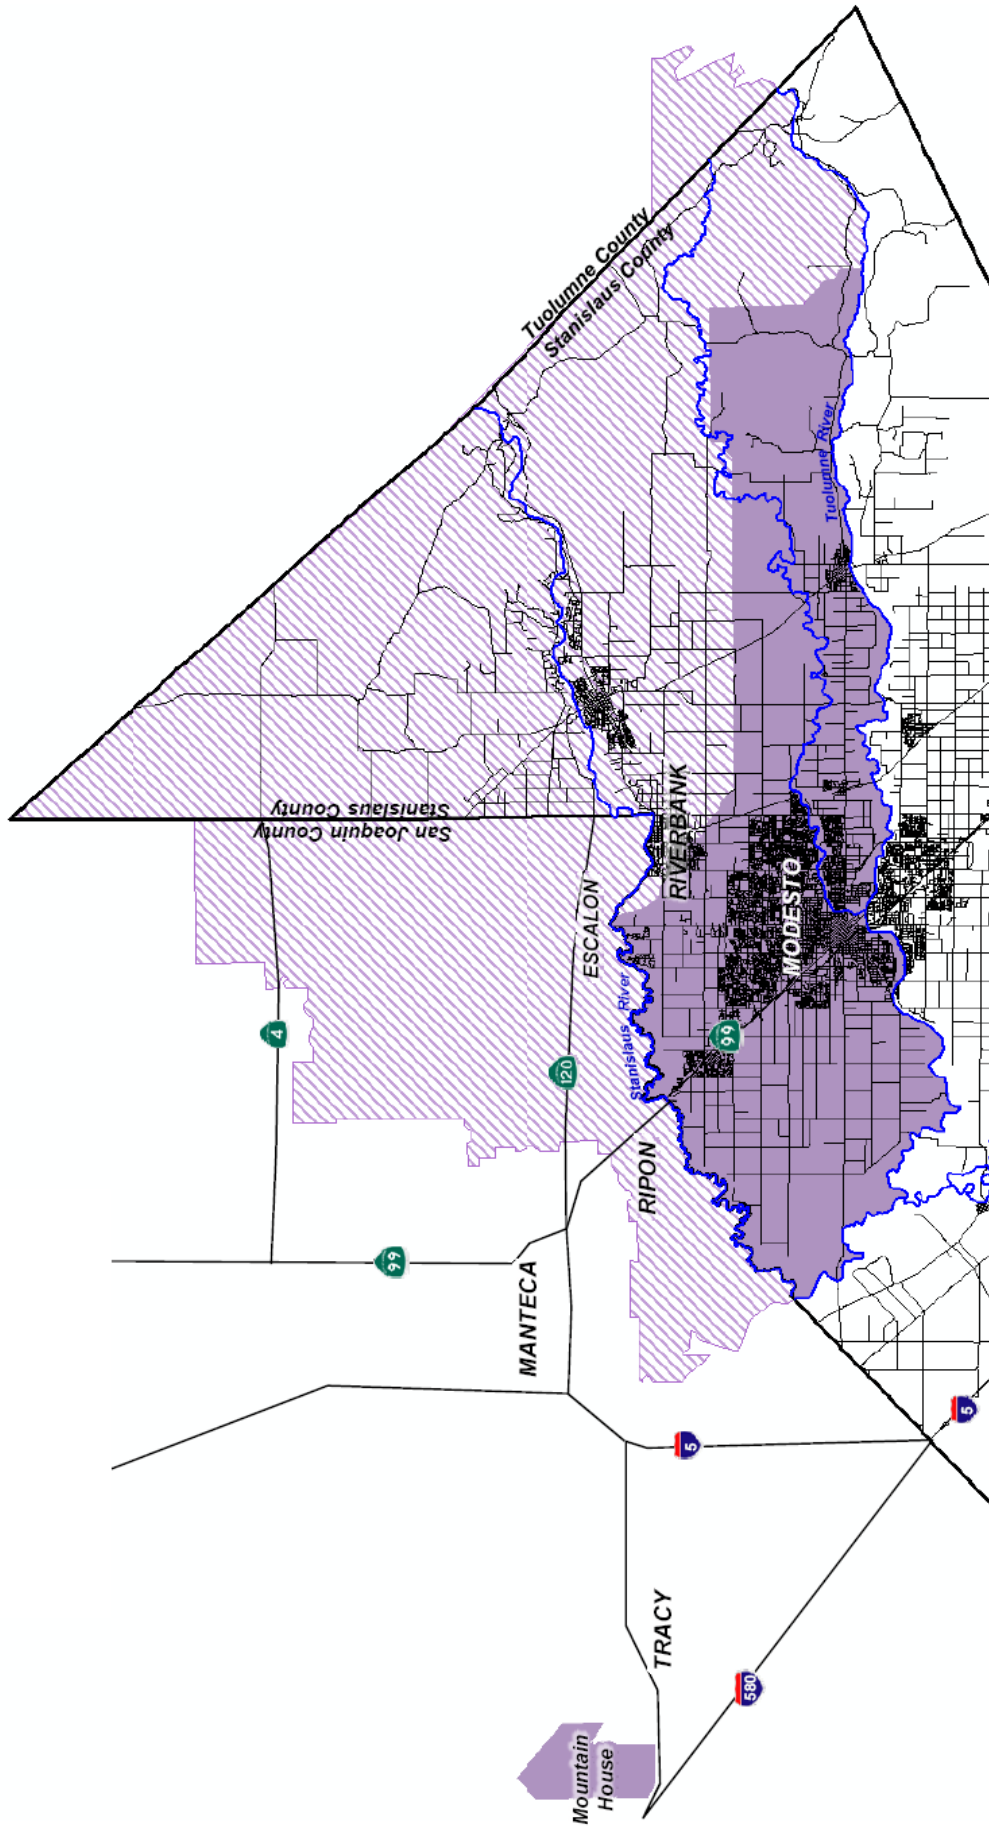 Tuolumne County
Stanislaus County
San Joaquin County
Stanislaus County
4
99
120
ESCALON
MANTECA
RIPON
Stanislaus River
RIVERBANK
99
MODESTO
Tuolumne River
5
5
TRACY
580
Mountain
House